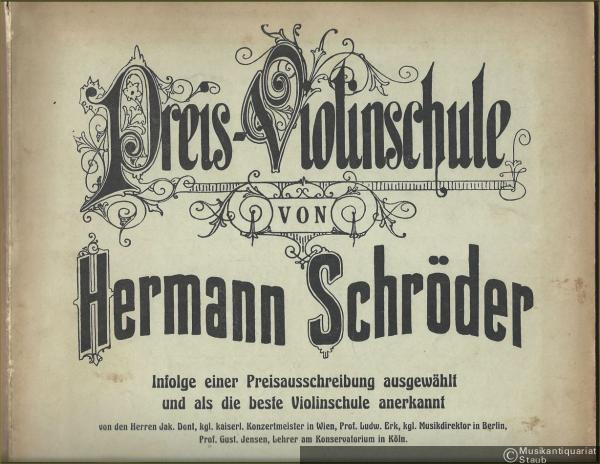 Preis-Violinschule
VON
Hermann Schröder
Infolge einer Preisausschreibung ausgewählt
und als die beste Violinschule anerkannt
von den Herren Jak. Dont, kgl. kaiserl. Konzertmeister in Wien, Prof. Ludw. Erk, kgl. Musikdirektor in Berlin,
Prof. Gust. Jensen, Lehrer am Konservatorium in Köln.
© Musikantiquariat
Staub